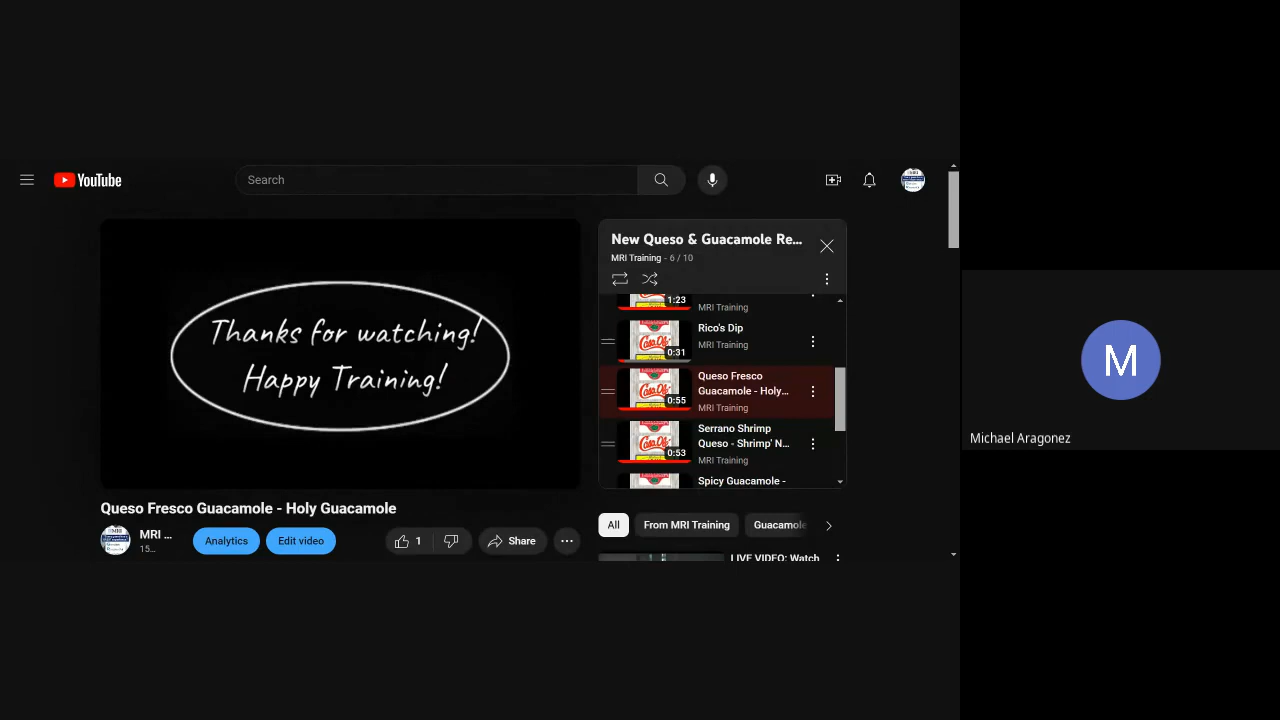 YouTube
Search
Thanks for watching!
Happy Training!
Queso Fresco Guacamole - Holy Guacamole
MRI ...
15...
Analytics
Edit video
1
Share
New Queso & Guacamole Re...
MRI Training - 6 / 10
1:23
MRI Training
Rico's Dip
MRI Training
0:31
Queso Fresco
Guacamole - Holy...
MRI Training
0:55
Serrano Shrimp
Queso - Shrimp' N...
MRI Training
0:53
Spicy Guacamole -
All
From MRI Training
Guacamole
LIVE VIDEO: Watch
M
Michael Aragonez